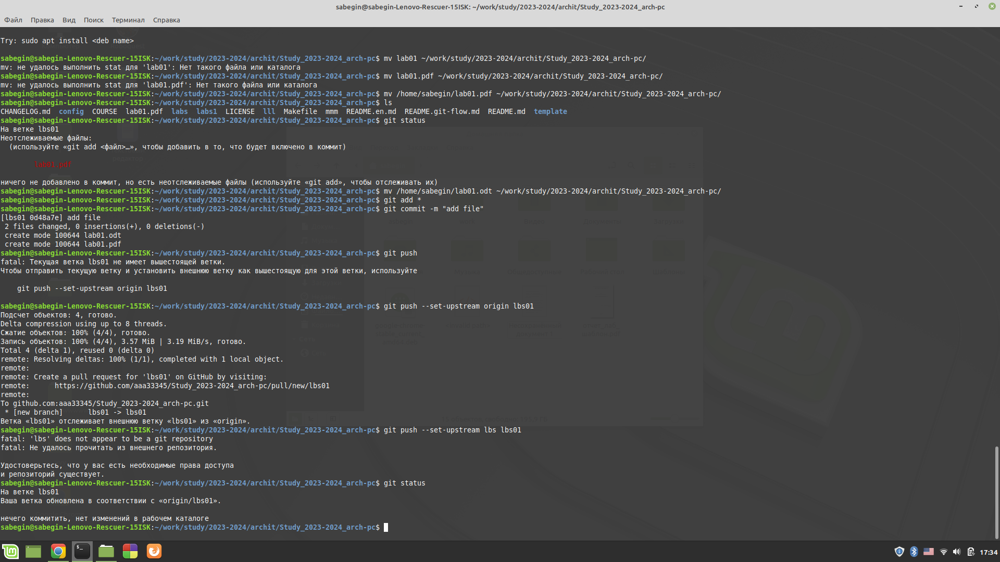 sabegin@sabegin-Lenovo-Rescuer-15ISK: ~/work/study/2023-2024/archit/Study_2023-2024_arch-pc
Файл Правка Вид Поиск Терминал Справка
Try: sudo apt install <deb name>
sabegin@sabegin-Lenovo-Rescuer-15ISK:~/work/study/2023-2024/archit/Study_2023-2024_arch-pc$ mv lab01 ~/work/study/2023-2024/archit/Study_2023-2024_arch-pc/
mv: не удалось выполнить stat для 'lab01': Нет такого файла или каталога
sabegin@sabegin-Lenovo-Rescuer-15ISK:~/work/study/2023-2024/archit/Study_2023-2024_arch-pc$ mv lab01.pdf ~/work/study/2023-2024/archit/Study_2023-2024_arch-pc/
mv: не удалось выполнить stat для 'lab01.pdf': Нет такого файла или каталога
sabegin@sabegin-Lenovo-Rescuer-15ISK:~/work/study/2023-2024/archit/Study_2023-2024_arch-pc$ mv /home/sabegin/lab01.pdf ~/work/study/2023-2024/archit/Study_2023-2024_arch-pc/
sabegin@sabegin-Lenovo-Rescuer-15ISK:~/work/study/2023-2024/archit/Study_2023-2024_arch-pc$ ls
CHANGELOG.md config COURSE lab01.pdf labs labs1 LICENSE lll Makefile mmm README.en.md README.git-flow.md README.md template
sabegin@sabegin-Lenovo-Rescuer-15ISK:~/work/study/2023-2024/archit/Study_2023-2024_arch-pc$ git status
На ветке lbs01
Неотслеживаемые файлы:
(используйте «git add <файл>…», чтобы добавить в то, что будет включено в коммит)
lab01.pdf
ничего не добавлено в коммит, но есть неотслеживаемые файлы (используйте «git add», чтобы отслеживать их)
sabegin@sabegin-Lenovo-Rescuer-15ISK:~/work/study/2023-2024/archit/Study_2023-2024_arch-pc$ mv /home/sabegin/lab01.odt ~/work/study/2023-2024/archit/Study_2023-2024_arch-pc/
sabegin@sabegin-Lenovo-Rescuer-15ISK:~/work/study/2023-2024/archit/Study_2023-2024_arch-pc$ git add *
sabegin@sabegin-Lenovo-Rescuer-15ISK:~/work/study/2023-2024/archit/Study_2023-2024_arch-pc$ git commit -m "add file"
[lbs01 0d48a7e] add file
2 files changed, 0 insertions(+), 0 deletions(-)
create mode 100644 lab01.odt
create mode 100644 lab01.pdf
sabegin@sabegin-Lenovo-Rescuer-15ISK:~/work/study/2023-2024/archit/Study_2023-2024_arch-pc$ git push
fatal: Текущая ветка lbs01 не имеет вышестоящей ветки.
Чтобы отправить текущую ветку и установить внешнюю ветку как вышестоящую для этой ветки, используйте
git push --set-upstream origin lbs01
sabegin@sabegin-Lenovo-Rescuer-15ISK:~/work/study/2023-2024/archit/Study_2023-2024_arch-pc$ git push --set-upstream origin lbs01
Подсчет объектов: 4, готово.
Delta compression using up to 8 threads.
Сжатие объектов: 100% (4/4), готово.
Запись объектов: 100% (4/4), 3.57 MiB | 3.19 MiB/s, готово.
Total 4 (delta 1), reused 0 (delta 0)
remote: Resolving deltas: 100% (1/1), completed with 1 local object.
remote:
remote: Create a pull request for 'lbs01' on GitHub by visiting:
remote: https://github.com/aaa33345/Study_2023-2024_arch-pc/pull/new/lbs01
remote:
To github.com:aaa33345/Study_2023-2024_arch-pc.git
* [new branch] lbs01 -> lbs01
Ветка «lbs01» отслеживает внешнюю ветку «lbs01» из «origin».
sabegin@sabegin-Lenovo-Rescuer-15ISK:~/work/study/2023-2024/archit/Study_2023-2024_arch-pc$ git push --set-upstream lbs lbs01
fatal: 'lbs' does not appear to be a git repository
fatal: Не удалось прочитать из внешнего репозитория.
Удостоверьтесь, что у вас есть необходимые права доступа
и репозиторий существует.
sabegin@sabegin-Lenovo-Rescuer-15ISK:~/work/study/2023-2024/archit/Study_2023-2024_arch-pc$ git status
На ветке lbs01
Ваша ветка обновлена в соответствии с «origin/lbs01».
нечего коммитить, нет изменений в рабочем каталоге
sabegin@sabegin-Lenovo-Rescuer-15ISK:~/work/study/2023-2024/archit/Study_2023-2024_arch-pc$
17:34